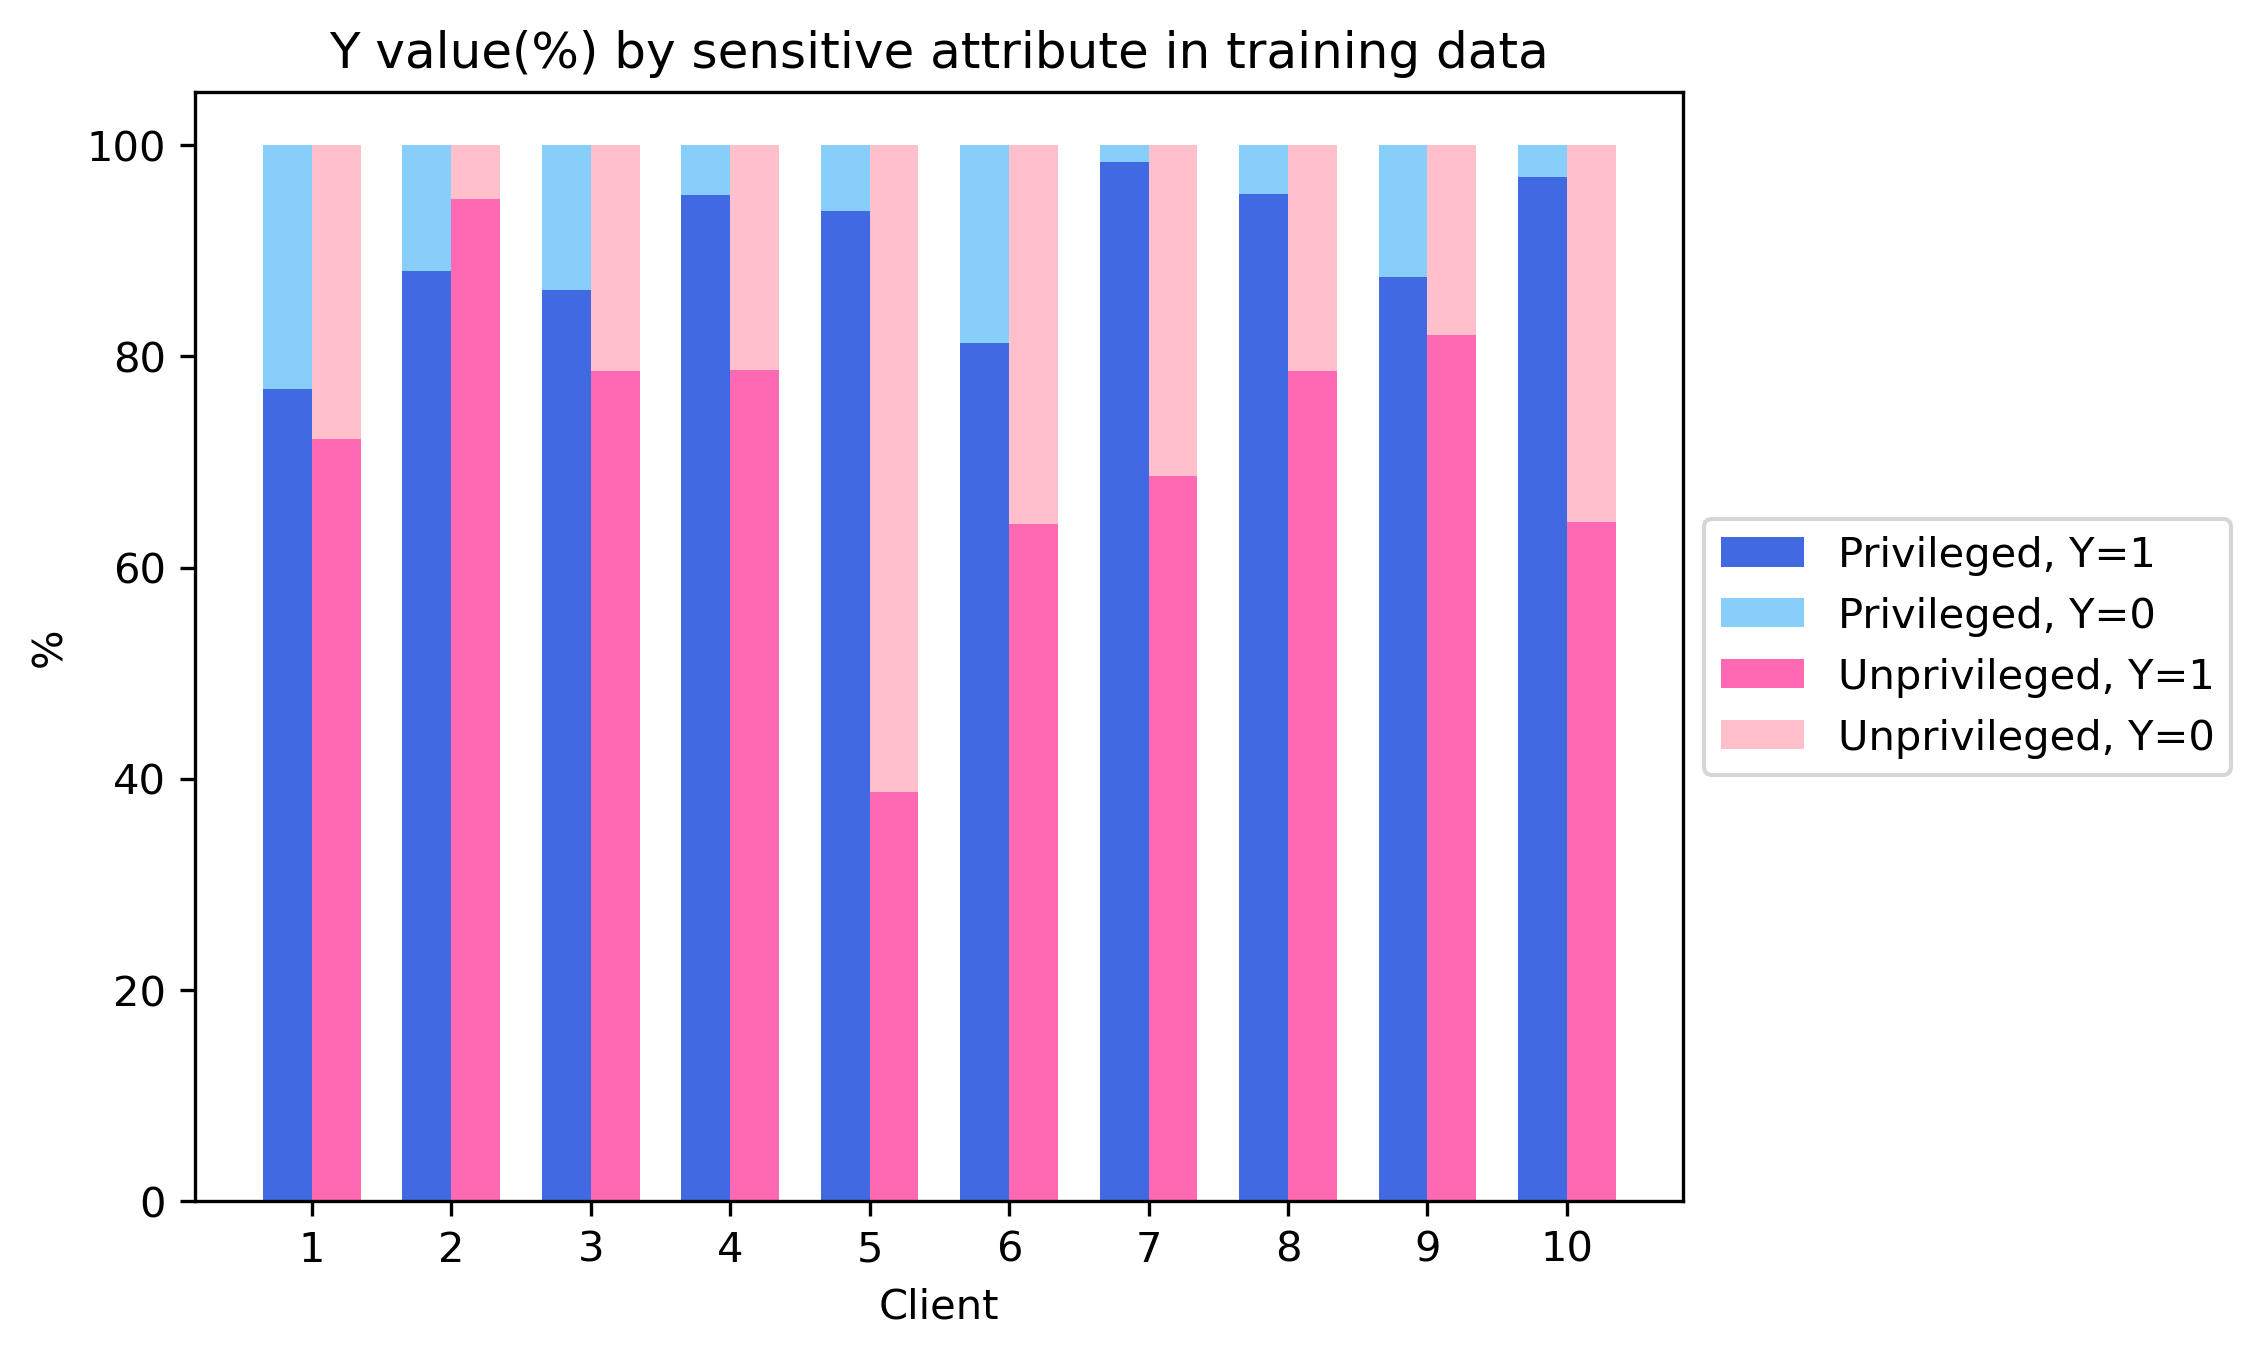 Y value(%) by sensitive attribute in training data
100
80
60
40
20
0
%
1 2 3 4 5 6 7 8 9 10
Client
Privileged, Y=1
Privileged, Y=0
Unprivileged, Y=1
Unprivileged, Y=0